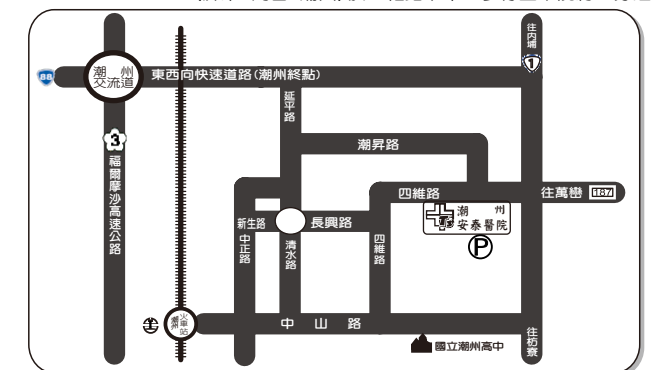 往內埔
1
88
潮州
交流道
東西向快速道路(潮州終點)
延平路
3
福爾摩沙高速公路
潮昇路
四維路
往萬巒
187
潮州
安泰醫院
P
新生路
長興路
中正路
清水路
四維路
潮州火車站
中山路
國立潮州高中
往枋寮